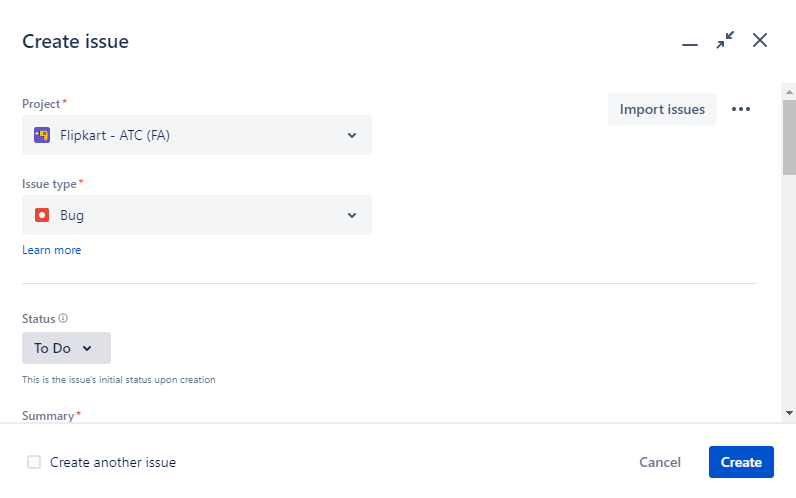 Create issue
Project*
Import issues
Flipkart - ATC (FA)
Issue type*
Bug
Learn more
Status
To Do
This is the issue's initial status upon creation
Summary*
Create another issue
Cancel
Create